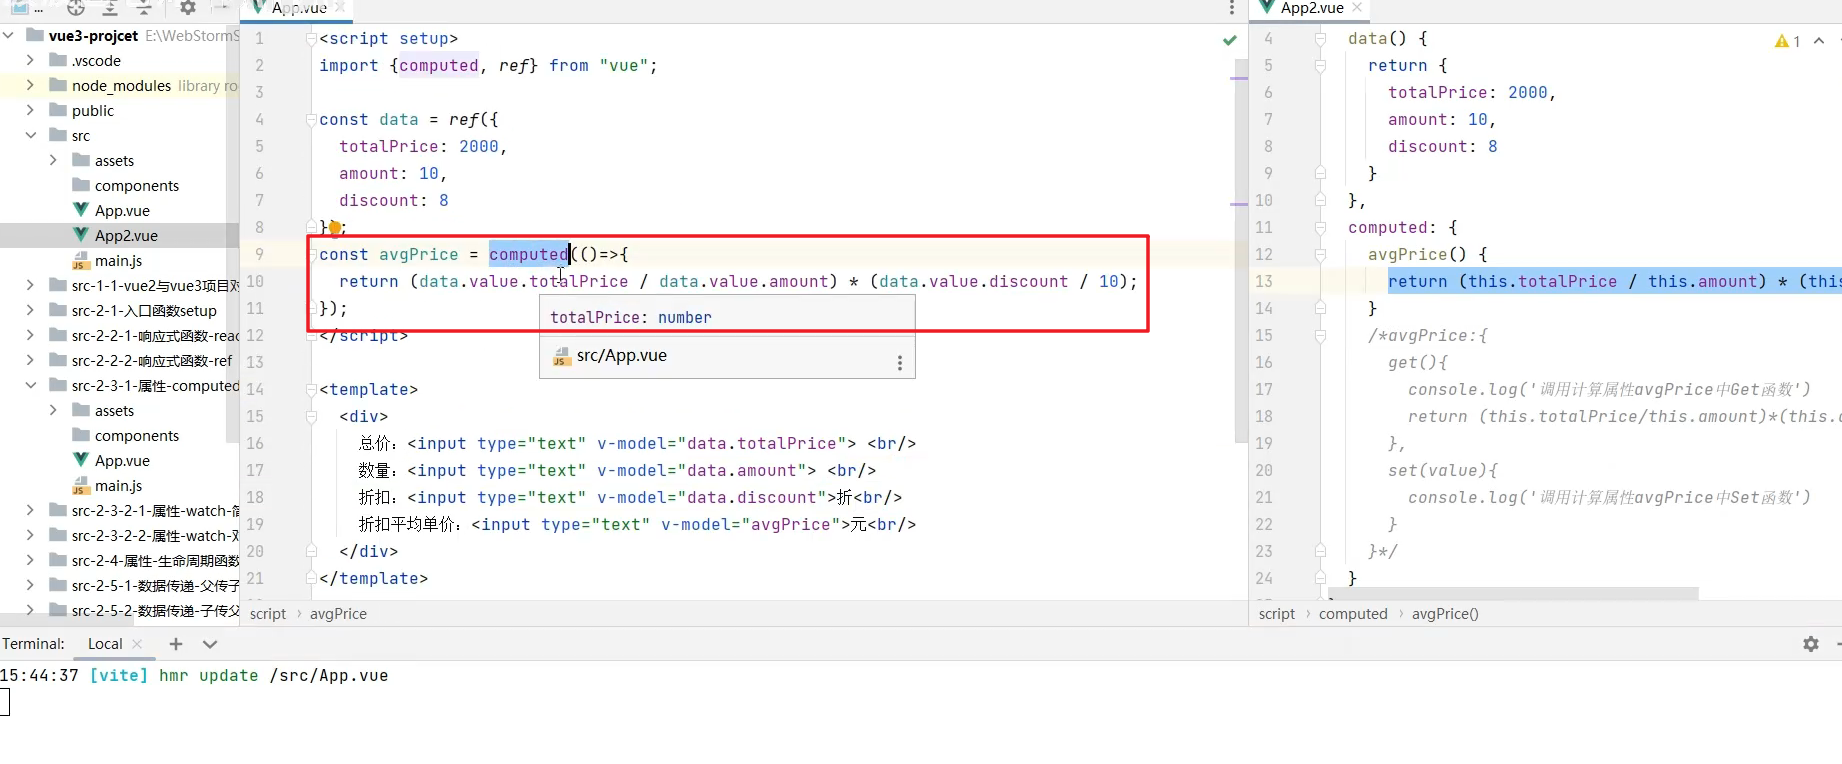 App.vue
App2.vue
vue3-projcet E:\WebStormS
.vscode
node_modules library ro
public
src
assets
components
App.vue
App2.vue
main.js
src-1-1-vue2与vue3项目对
src-2-1-入口函数setup
src-2-2-1-响应式函数-reac
src-2-2-2-响应式函数-ref
src-2-3-1-属性-computed
assets
components
App.vue
main.js
src-2-3-2-1-属性-watch-简
src-2-3-2-2-属性-watch-对
src-2-4-属性-生命周期函数
src-2-5-1-数据传递-父传子
src-2-5-2-数据传递-子传父
1 <script setup>
2 import {computed, ref} from "vue";
3
4 const data = ref({
5 totalPrice: 2000,
6 amount: 10,
7 discount: 8
8 });
9 const avgPrice = computed(()=>{
10 return (data.value.totalPrice / data.value.amount) * (data.value.discount / 10);
11 });
12 </script>
13
14 <template>
15 <div>
16 总价：<input type="text" v-model="data.totalPrice"> <br/>
17 数量：<input type="text" v-model="data.amount"> <br/>
18 折扣：<input type="text" v-model="data.discount">折<br/>
19 折扣平均单价：<input type="text" v-model="avgPrice">元<br/>
20 </div>
21 </template>
totalPrice: number
src/App.vue
script › avgPrice
4 data() {
5 return {
6 totalPrice: 2000,
7 amount: 10,
8 discount: 8
9 }
10 },
11 computed: {
12 avgPrice() {
13 return (this.totalPrice / this.amount) * (this
14 }
15 /*avgPrice:{
16 get(){
17 console.log('调用计算属性avgPrice中Get函数')
18 return (this.totalPrice/this.amount)*(this.d
19 },
20 set(value){
21 console.log('调用计算属性avgPrice中Set函数')
22 }
23 }*/
24 }
1
script › computed › avgPrice()
Terminal: Local
15:44:37 [vite] hmr update /src/App.vue